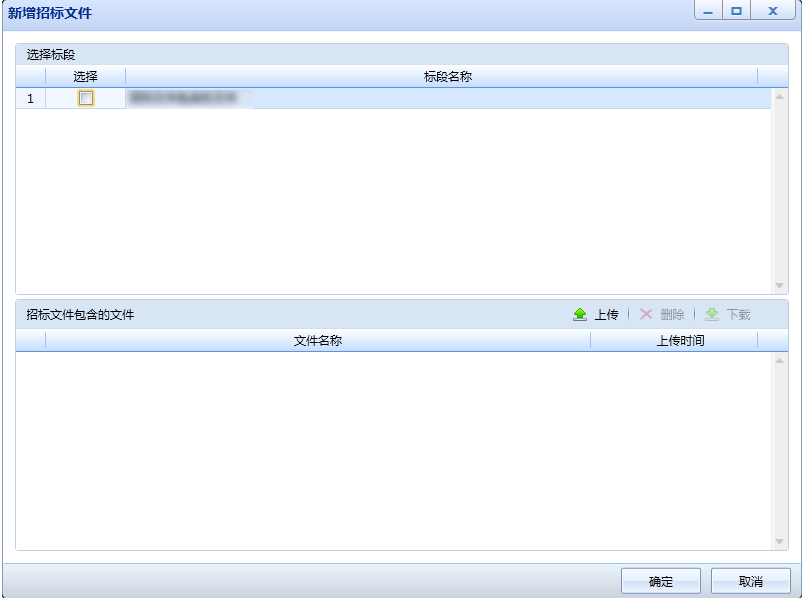 新增招标文件
选择标段
选择 标段名称
1
招标文件包含的文件 上传 删除 下载
文件名称 上传时间
确定 取消